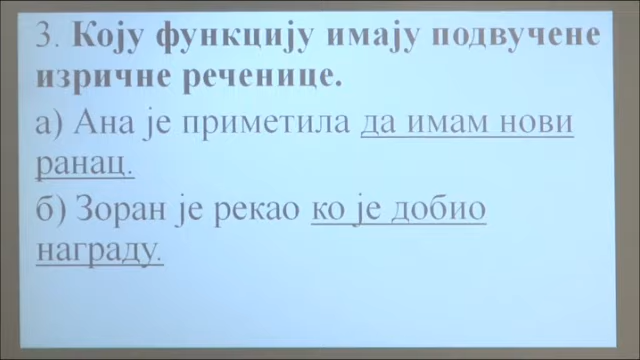 3. Коју функцију имају подвучене
изричне реченице.
а) Ана је приметила да имам нови
ранац.
б) Зоран је рекао ко је добио
награду.